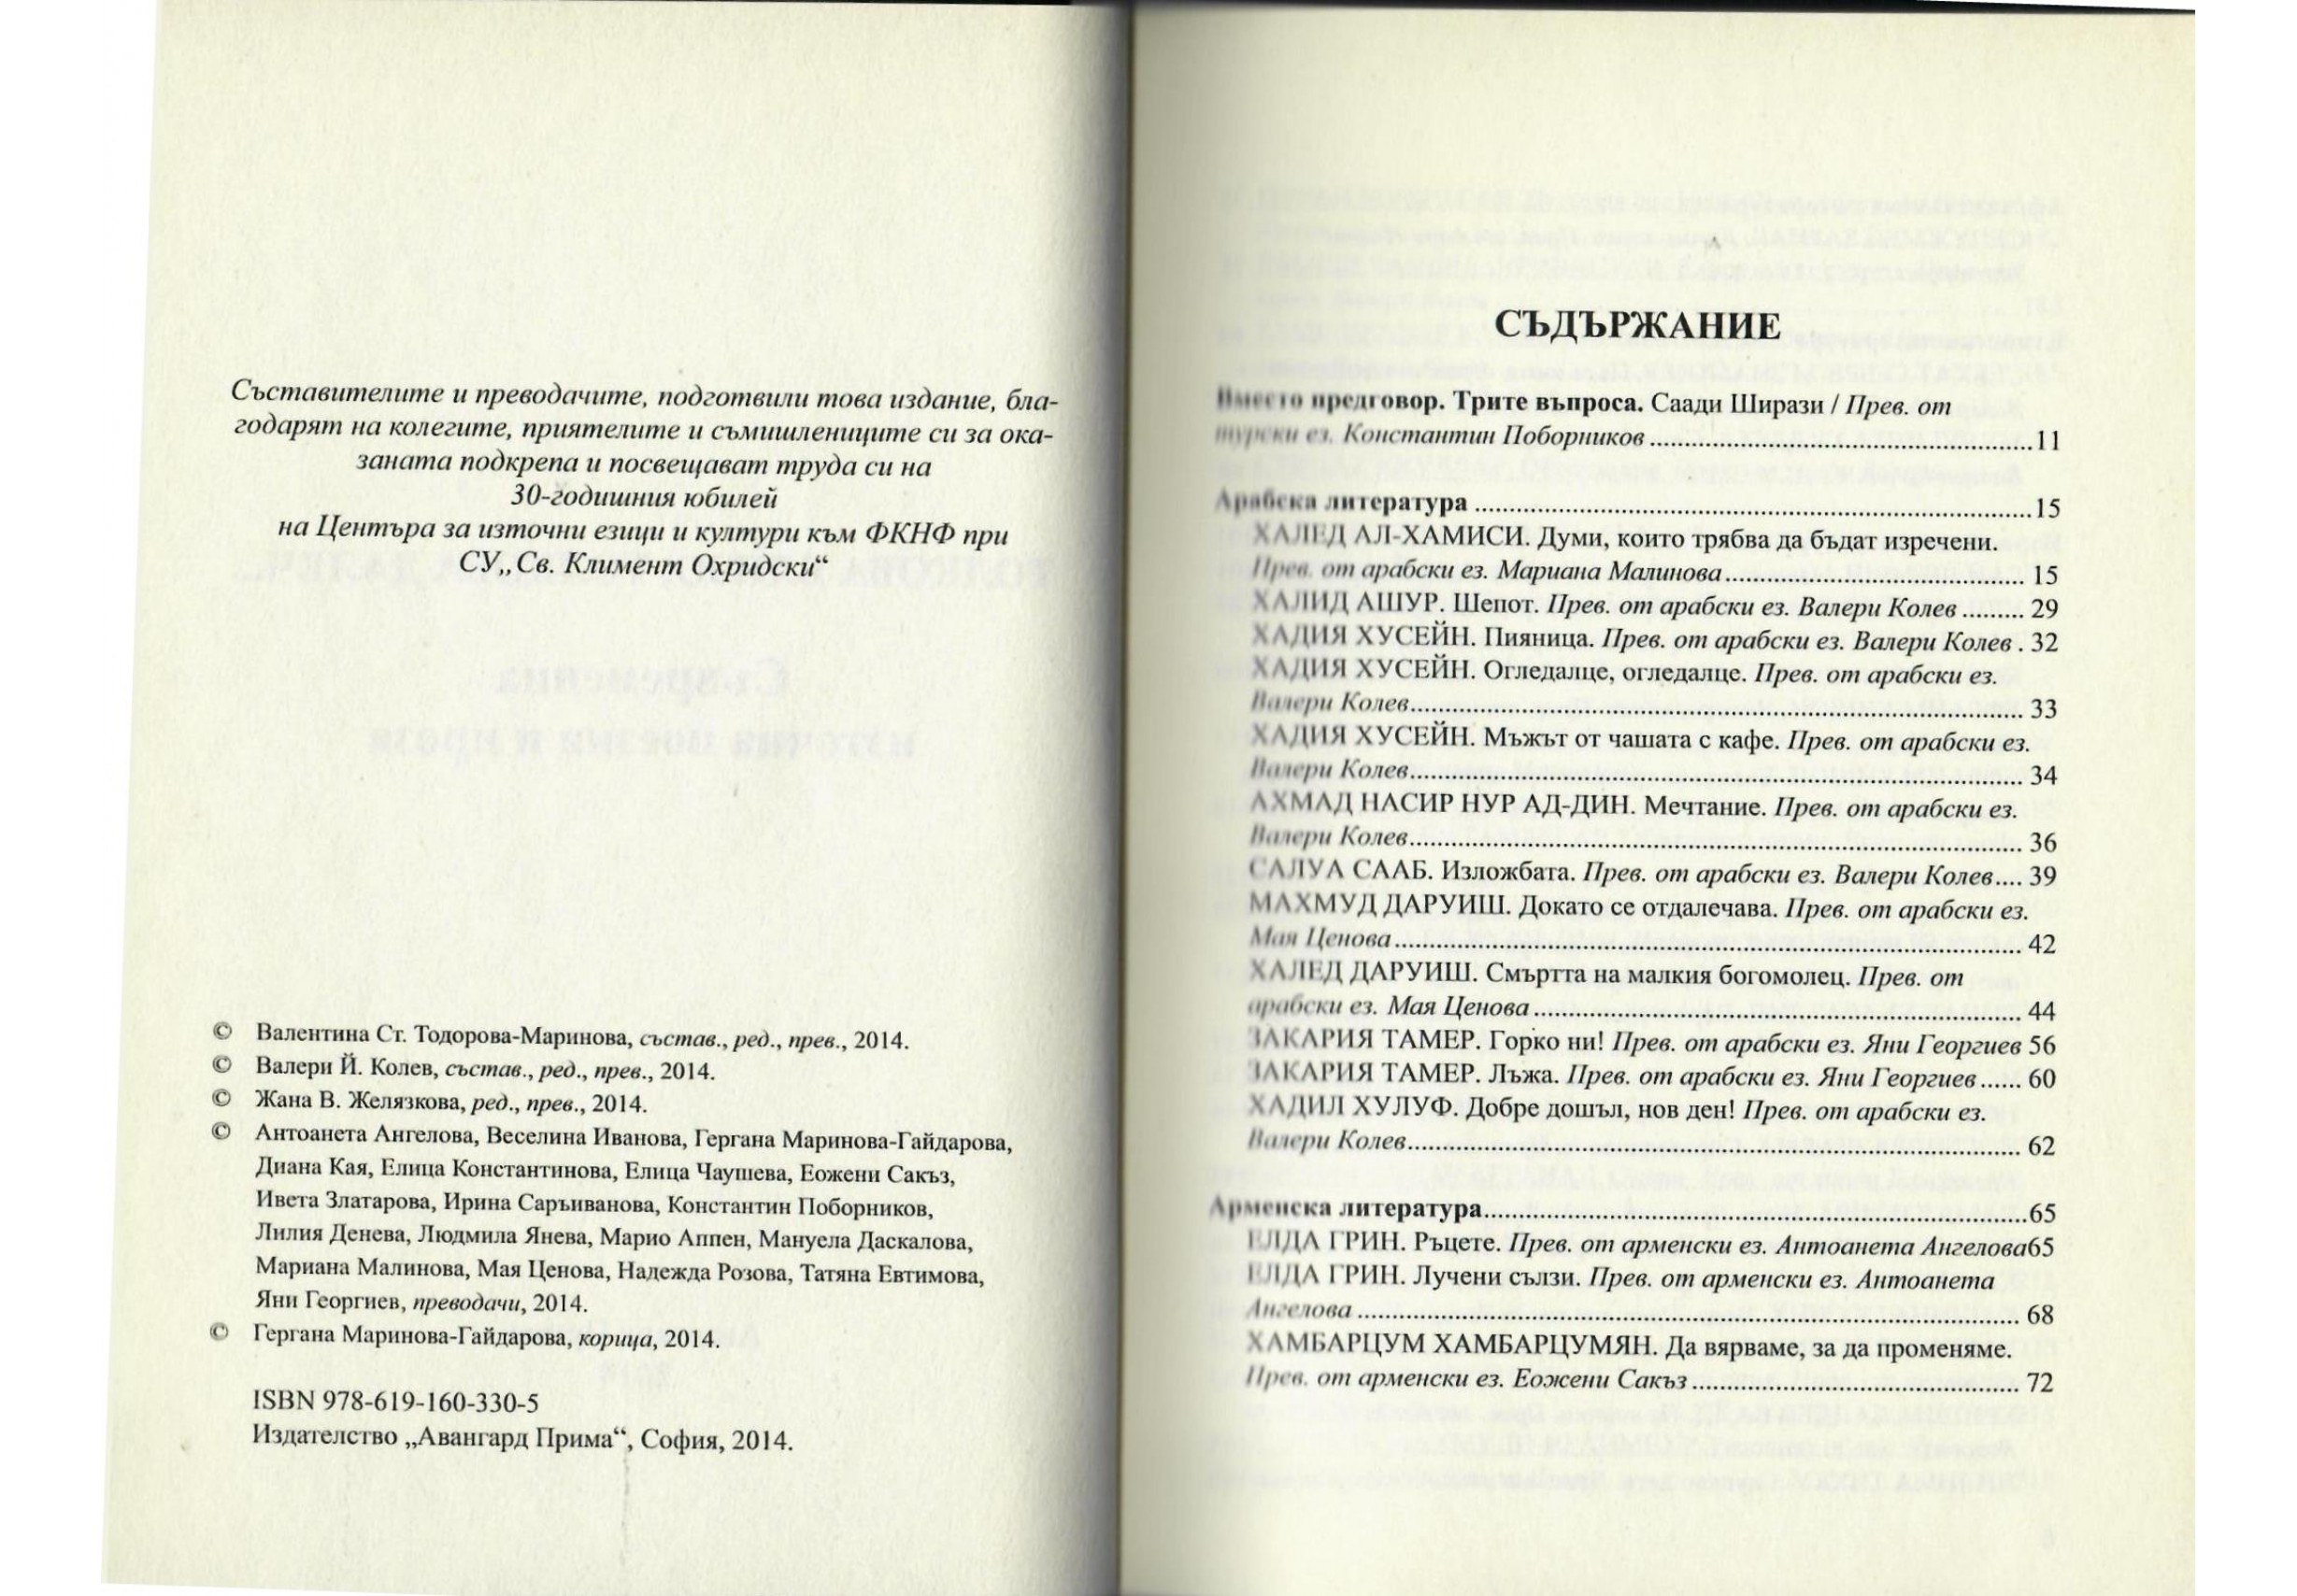 Съставителите и преводачите, подготвили това издание, бла-
годарят на колегите, приятелите и съмишлениците си за ока-
заната подкрепа и посвещават труда си на
30-годишния юбилей
на Центъра за източни езици и култури към ФКНФ при
СУ„Св. Климент Охридски“
© Валентина Ст. Тодорова-Маринова, състав., ред., прев., 2014.
© Валери Й. Колев, състав., ред., прев., 2014.
© Жана В. Желязкова, ред., прев., 2014.
© Антоанета Ангелова, Веселина Иванова, Гергана Маринова-Гайдарова,
Диана Кая, Елица Константинова, Елица Чаушева, Еожени Сакъз,
Ивета Златарова, Ирина Саръиванова, Константин Поборников,
Лилия Денева, Людмила Янева, Марио Аппен, Мануела Даскалова,
Мариана Малинова, Мая Ценова, Надежда Розова, Татяна Евтимова,
Яни Георгиев, преводачи, 2014.
© Гергана Маринова-Гайдарова, корица, 2014.
ISBN 978-619-160-330-5
Издателство „Авангард Прима“, София, 2014.
СЪДЪРЖАНИЕ
Вместо предговор. Трите въпроса. Саади Ширази / Прев. от
турски ез. Константин Поборников ........ 11
Арабска литература ........ 15
ХАЛЕД АЛ-ХАМИСИ. Думи, които трябва да бъдат изречени.
Прев. от арабски ез. Мариана Малинова ........ 15
ХАЛИД АШУР. Шепот. Прев. от арабски ез. Валери Колев ......... 29
ХАДИЯ ХУСЕЙН. Пияница. Прев. от арабски ез. Валери Колев . 32
ХАДИЯ ХУСЕЙН. Огледалце, огледалце. Прев. от арабски ез.
Валери Колев ........ 33
ХАДИЯ ХУСЕЙН. Мъжът от чашата с кафе. Прев. от арабски ез.
Валери Колев ........ 34
АХМАД НАСИР НУР АД-ДИН. Мечтание. Прев. от арабски ез.
Валери Колев ........ 36
САЛУА СААБ. Изложбата. Прев. от арабски ез. Валери Колев.... 39
МАХМУД ДАРУИШ. Докато се отдалечава. Прев. от арабски ез.
Мая Ценова ........ 42
ХАЛЕД ДАРУИШ. Смъртта на малкия богомолец. Прев. от
арабски ез. Мая Ценова ........ 44
ЗАКАРИЯ ТАМЕР. Горко ни! Прев. от арабски ез. Яни Георгиев 56
ЗАКАРИЯ ТАМЕР. Лъжа. Прев. от арабски ез. Яни Георгиев ...... 60
ХАДИЛ ХУЛУФ. Добре дошъл, нов ден! Прев. от арабски ез.
Валери Колев ........ 62
Арменска литература ........ 65
ЕЛДА ГРИН. Ръцете. Прев. от арменски ез. Антоанета Ангелова65
ЕЛДА ГРИН. Лучени сълзи. Прев. от арменски ез. Антоанета
Ангелова ........ 68
ХАМБАРЦУМ ХАМБАРЦУМЯН. Да вярваме, за да променяме.
Прев. от арменски ез. Еожени Сакъз ........ 72